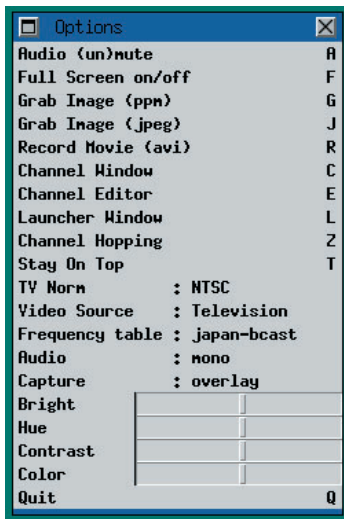 Options
Audio (un)mute A
Full Screen on/off F
Grab Image (ppm) G
Grab Image (jpeg) J
Record Movie (avi) R
Channel Window C
Channel Editor E
Launcher Window L
Channel Hopping Z
Stay On Top T
TV Norm : NTSC
Video Source : Television
Frequency table : japan-bcast
Audio : mono
Capture : overlay
Bright
Hue
Contrast
Color
Quit Q